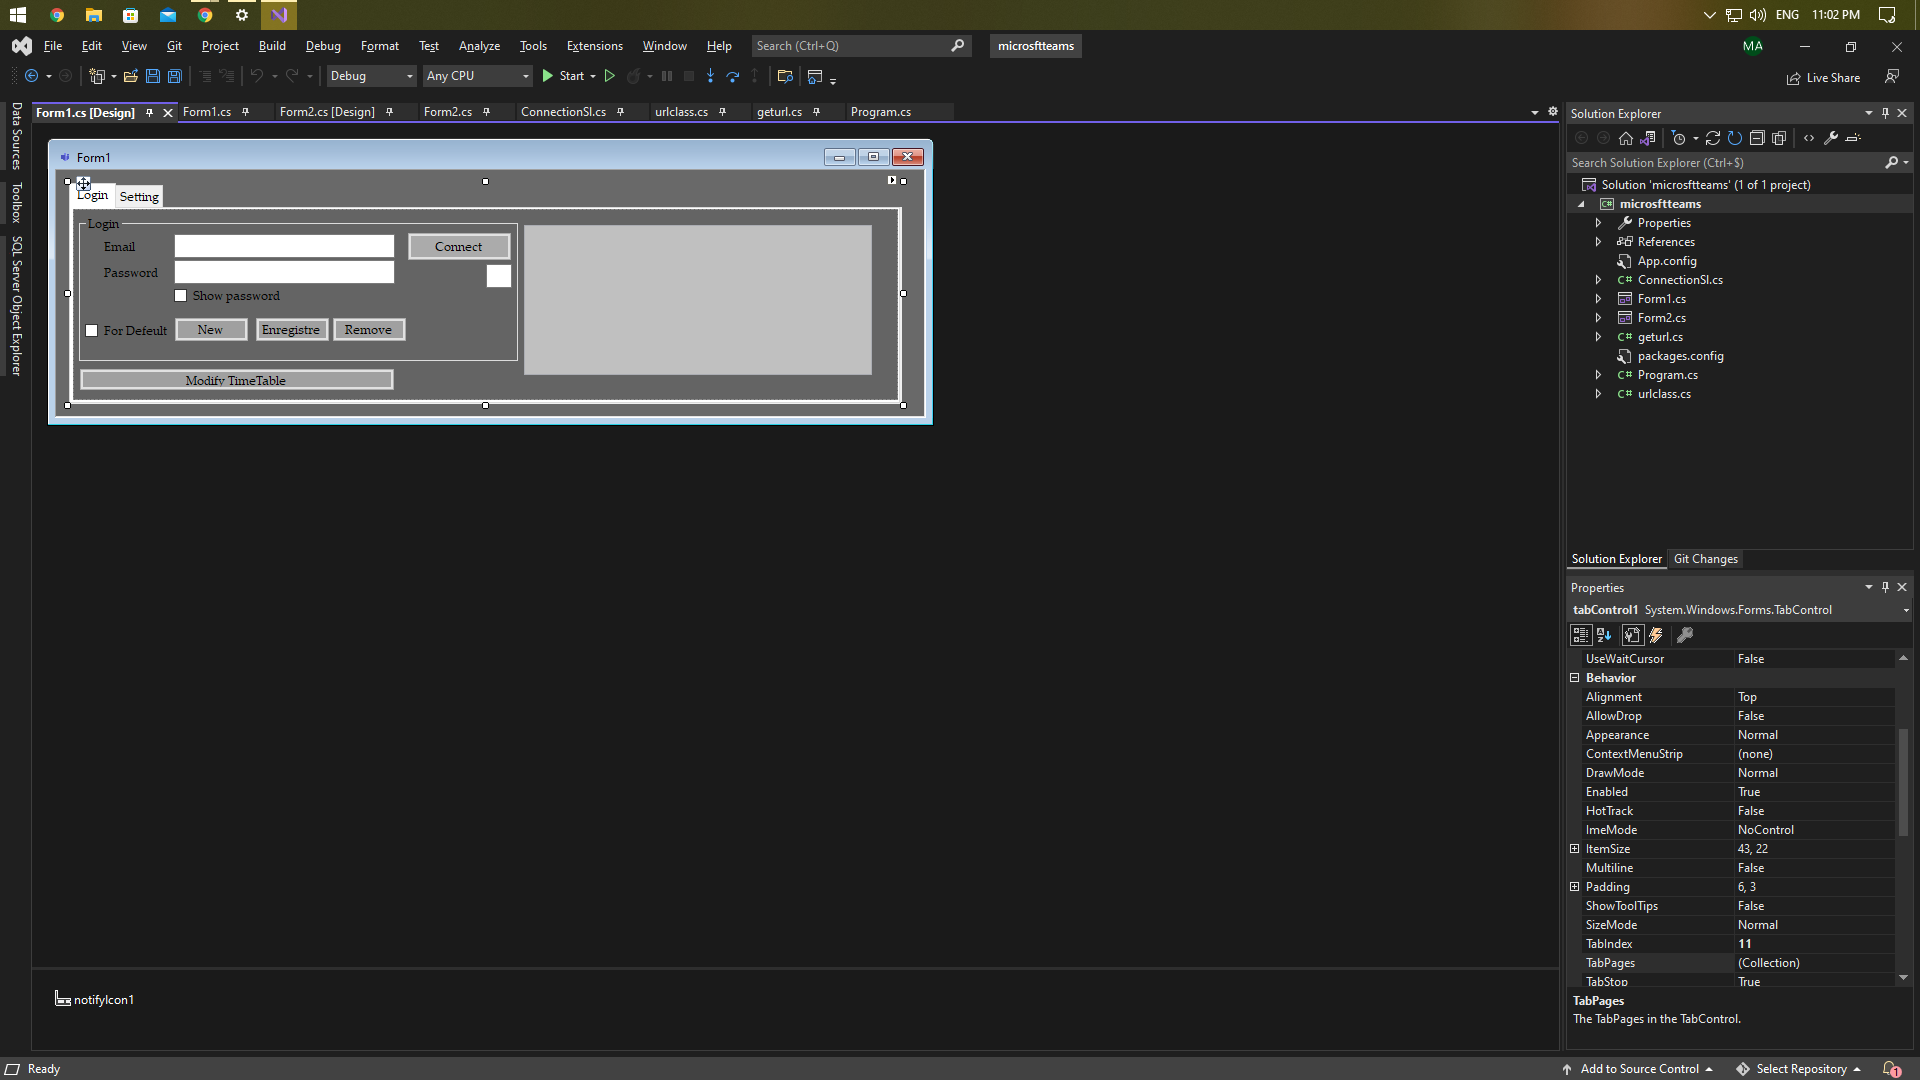 ENG 11:02 PM
File Edit View Git Project Build Debug Format Test Analyze Tools Extensions Window Help Search (Ctrl+Q) microsftteams MA
Debug Any CPU Start Live Share
Data Sources
Toolbox
SQL Server Object Explorer
Form1.cs [Design] Form1.cs Form2.cs [Design] Form2.cs ConnectionSl.cs urlclass.cs geturl.cs Program.cs
Form1
Login Setting
Login
Email Connect
Password
Show password
For Default New Enregistre Remove
Modify TimeTable
notifyIcon1
Solution Explorer
Search Solution Explorer (Ctrl+$)
Solution 'microsftteams' (1 of 1 project)
microsftteams
Properties
References
App.config
C# ConnectionSl.cs
Form1.cs
Form2.cs
C# geturl.cs
packages.config
C# Program.cs
C# urlclass.cs
Solution Explorer Git Changes
Properties
tabControl1 System.Windows.Forms.TabControl
UseWaitCursor False
Behavior
Alignment Top
AllowDrop False
Appearance Normal
ContextMenuStrip (none)
DrawMode Normal
Enabled True
HotTrack False
ImeMode NoControl
ItemSize 43, 22
Multiline False
Padding 6, 3
ShowToolTips False
SizeMode Normal
TabIndex 11
TabPages (Collection)
TabStop True
TabPages
The TabPages in the TabControl.
Ready Add to Source Control Select Repository 1